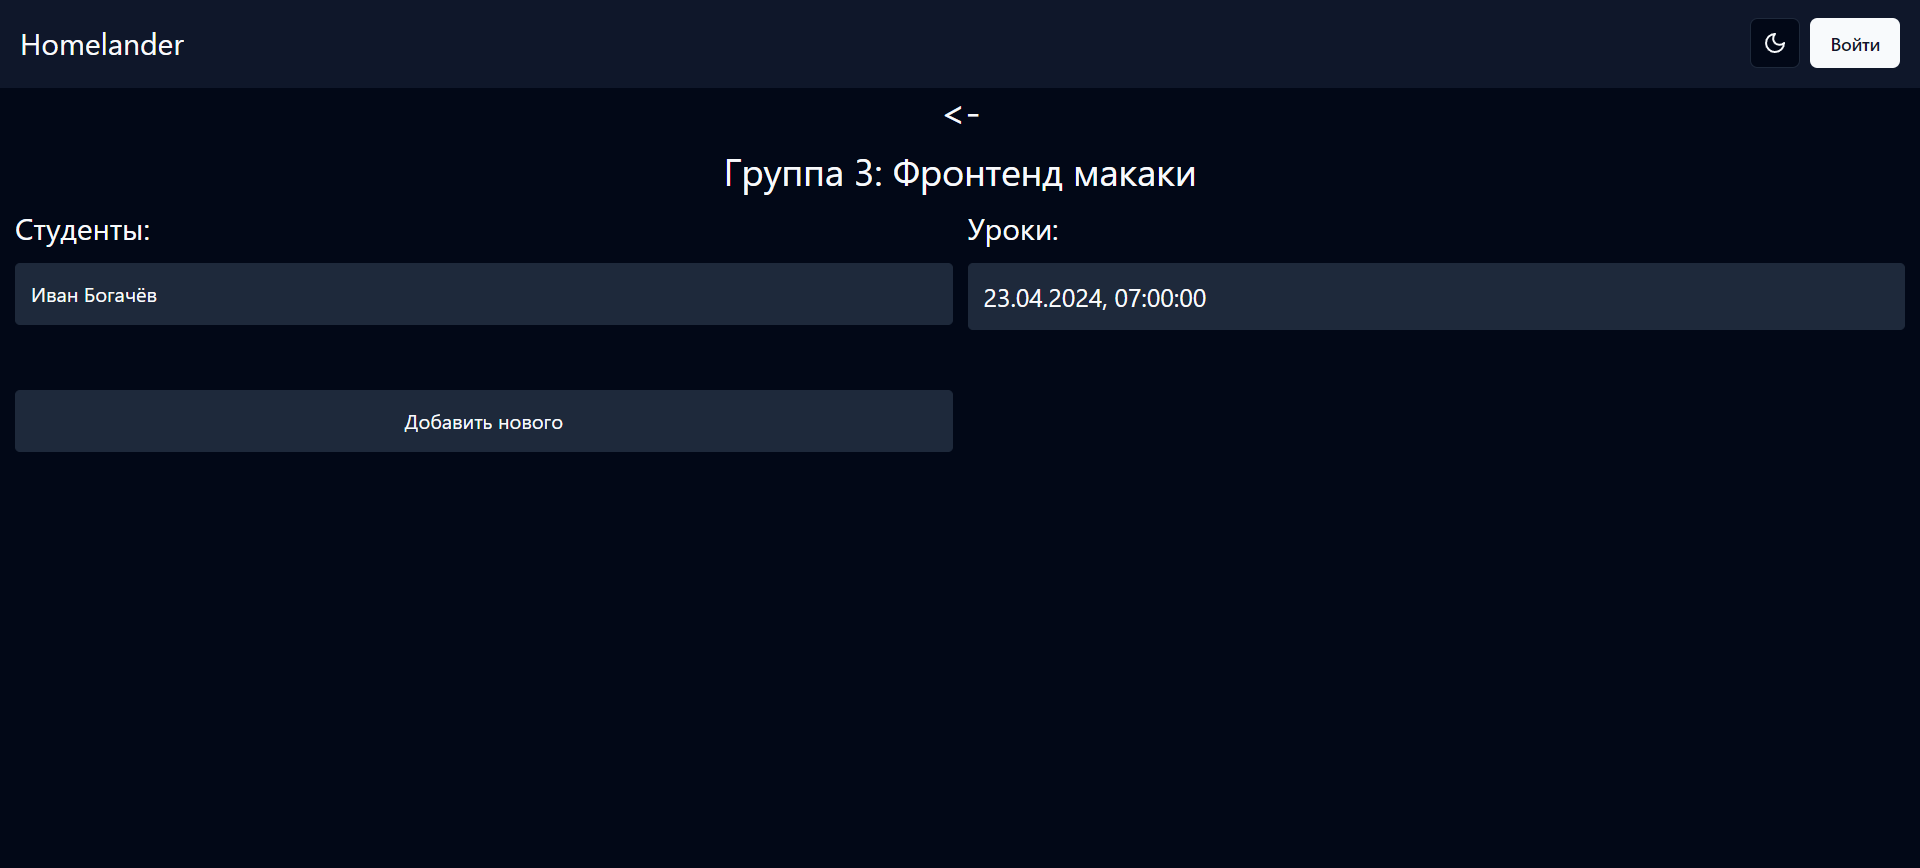 Homelander
Войти
<-
Группа 3: Фронтенд макаки
Студенты:
Иван Богачёв
Добавить нового
Уроки:
23.04.2024, 07:00:00